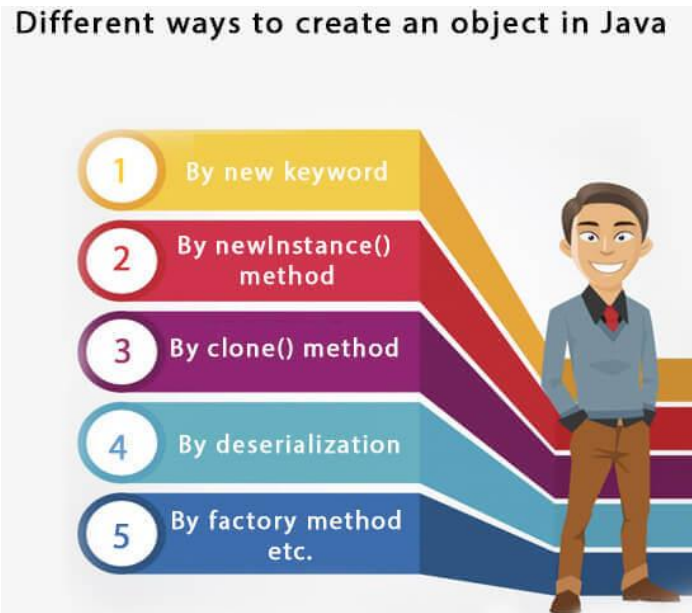 Different ways to create an object in Java
1
By new keyword
2
By newInstance()
method
3
By clone() method
4
By deserialization
5
By factory method
etc.